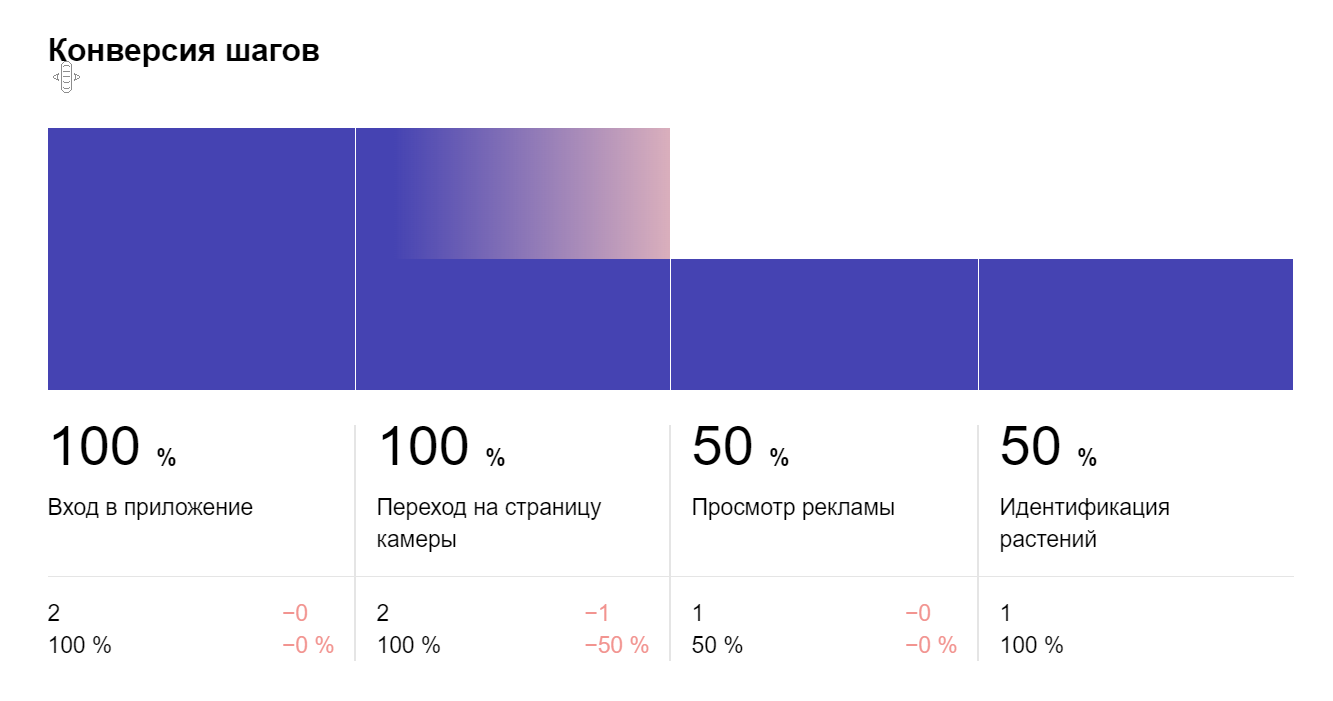 Конверсия шагов
100 %
Вход в приложение
100 %
Переход на страницу
камеры
50 %
Просмотр рекламы
50 %
Идентификация
растений
2 −0
100 % −0 %
2 −1
100 % −50 %
1 −0
50 % −0 %
1
100 %